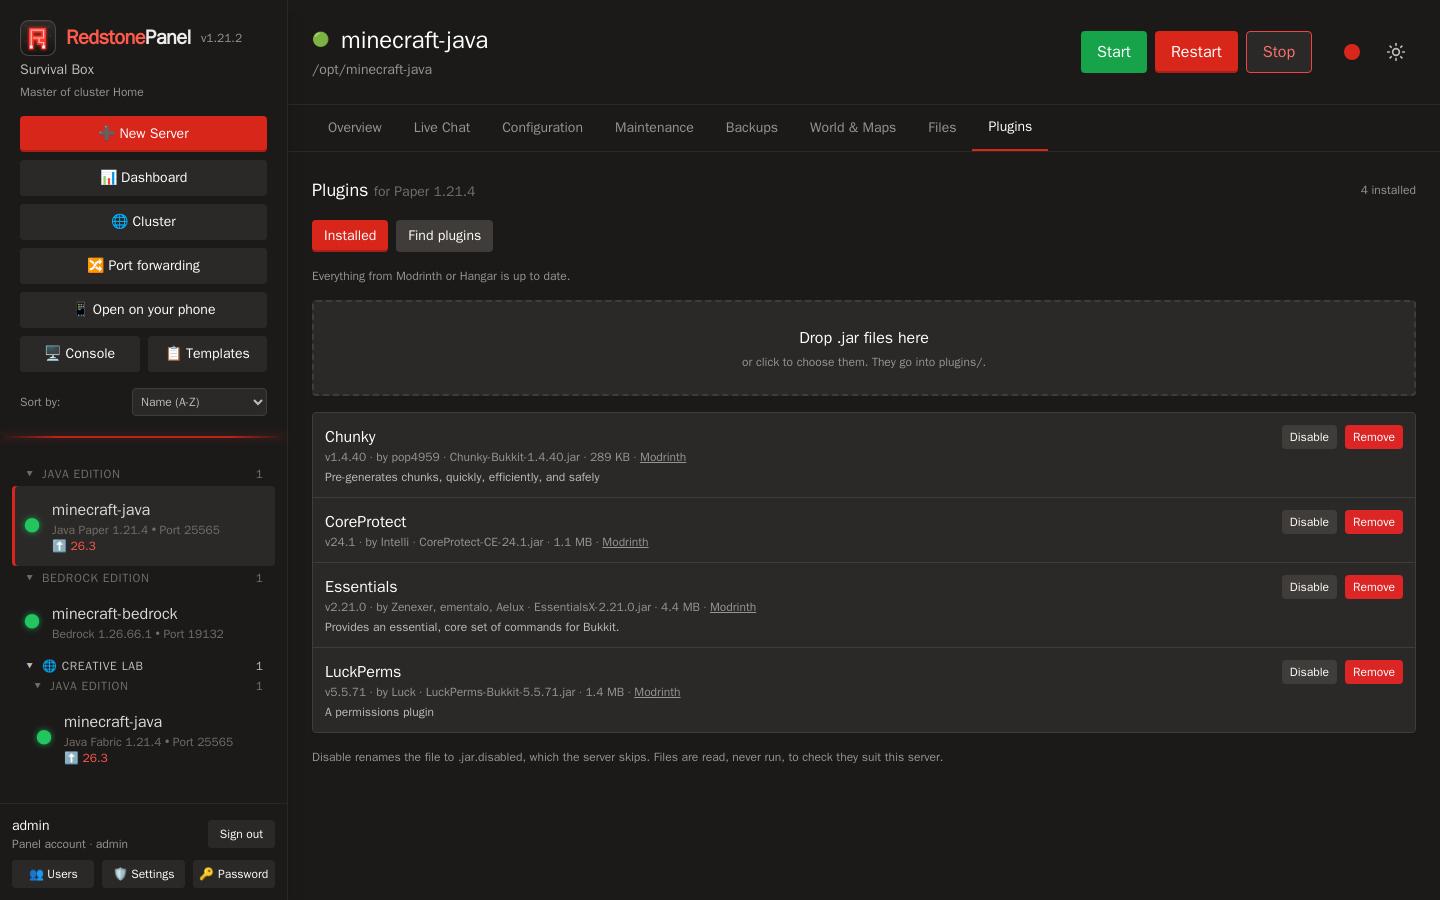 RedstonePanel v1.21.2
Survival Box
Master of cluster Home
➕ New Server
📊 Dashboard
🌐 Cluster
🔀 Port forwarding
📱 Open on your phone
🖥️ Console
📋 Templates
Sort by:
Name (A-Z)
▼ JAVA EDITION 1
minecraft-java
Java Paper 1.21.4 • Port 25565
⬆️ 26.3
▼ BEDROCK EDITION 1
minecraft-bedrock
Bedrock 1.26.66.1 • Port 19132
▼ 🌐 CREATIVE LAB 1
▼ JAVA EDITION 1
minecraft-java
Java Fabric 1.21.4 • Port 25565
⬆️ 26.3
admin
Panel account · admin
Sign out
👥 Users
🛡️ Settings
🔑 Password
minecraft-java
/opt/minecraft-java
Start
Restart
Stop
Overview
Live Chat
Configuration
Maintenance
Backups
World & Maps
Files
Plugins
Plugins for Paper 1.21.4
4 installed
Installed
Find plugins
Everything from Modrinth or Hangar is up to date.
Drop .jar files here
or click to choose them. They go into plugins/.
Chunky
v1.4.40 · by pop4959 · Chunky-Bukkit-1.4.40.jar · 289 KB · Modrinth
Pre-generates chunks, quickly, efficiently, and safely
Disable
Remove
CoreProtect
v24.1 · by Intelli · CoreProtect-CE-24.1.jar · 1.1 MB · Modrinth
Disable
Remove
Essentials
v2.21.0 · by Zenexer, ementalo, Aelux · EssentialsX-2.21.0.jar · 4.4 MB · Modrinth
Provides an essential, core set of commands for Bukkit.
Disable
Remove
LuckPerms
v5.5.71 · by Luck · LuckPerms-Bukkit-5.5.71.jar · 1.4 MB · Modrinth
A permissions plugin
Disable
Remove
Disable renames the file to .jar.disabled, which the server skips. Files are read, never run, to check they suit this server.